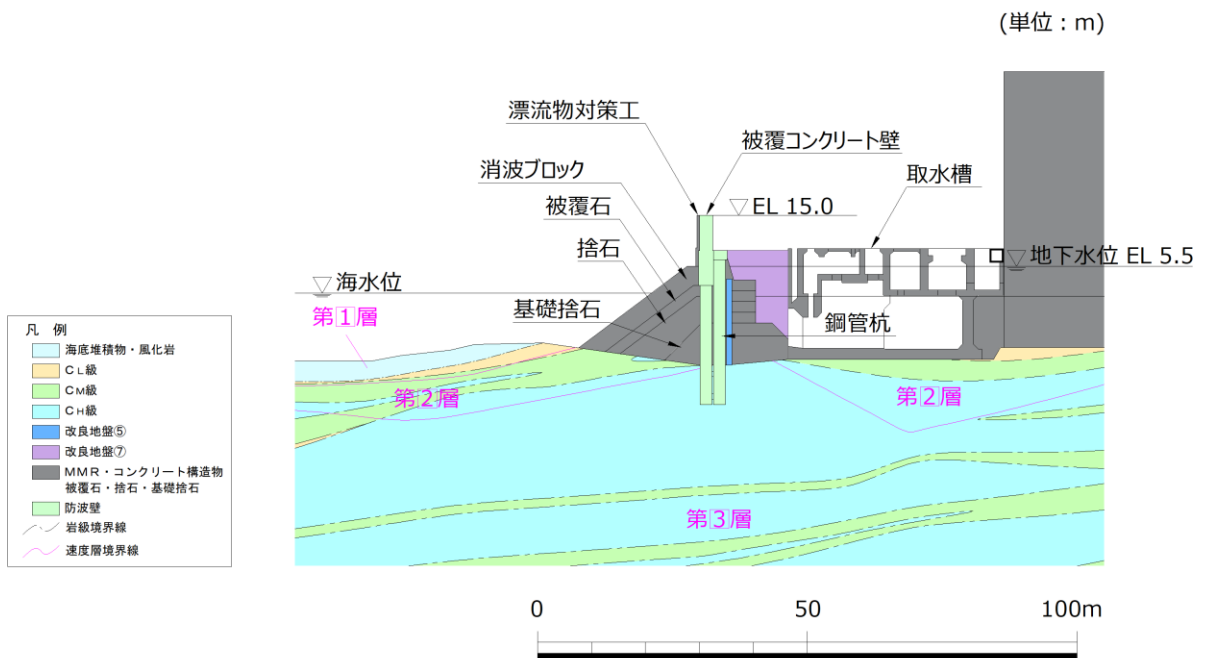 (単位：m)
漂流物対策工
被覆コンクリート壁
消波ブロック
取水槽
被覆石
▽ EL 15.0
捨石
▽ 地下水位 EL 5.5
▽ 海水位
基礎捨石
鋼管杭
第1層
第2層
第2層
第3層
凡 例
海底堆積物・風化岩
CL級
CM級
CH級
改良地盤⑤
改良地盤⑦
MMR・コンクリート構造物
被覆石・捨石・基礎捨石
防波壁
岩級境界線
速度層境界線
0 50 100m